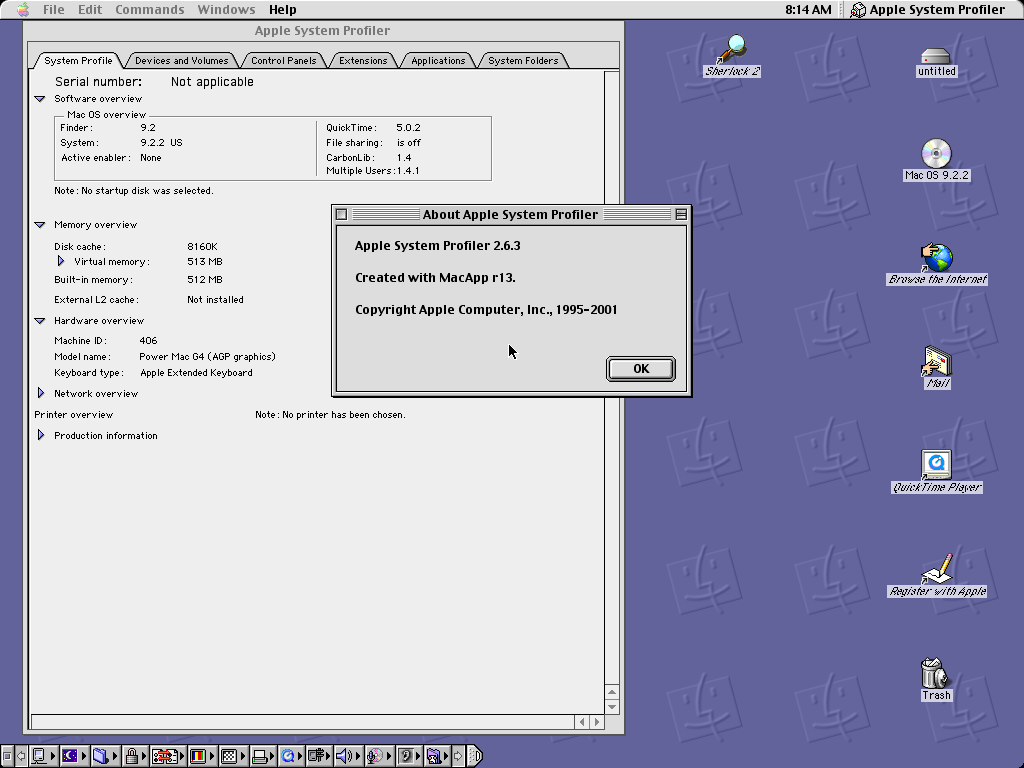 File Edit Commands Windows Help 8:14 AM Apple System Profiler
Apple System Profiler
System Profile Devices and Volumes Control Panels Extensions Applications System Folders
Serial number: Not applicable
Software overview
Mac OS overview
Finder: 9.2
System: 9.2.2 US
Active enabler: None
QuickTime: 5.0.2
File sharing: is off
CarbonLib: 1.4
Multiple Users: 1.4.1
Note: No startup disk was selected.
Memory overview
Disk cache: 8160K
Virtual memory: 513 MB
Built-in memory: 512 MB
External L2 cache: Not installed
Hardware overview
Machine ID: 406
Model name: Power Mac G4 (AGP graphics)
Keyboard type: Apple Extended Keyboard
Network overview
Printer overview Note: No printer has been chosen.
Production information
About Apple System Profiler
Apple System Profiler 2.6.3
Created with MacApp r13.
Copyright Apple Computer, Inc., 1995-2001
OK
Sherlock 2
untitled
Mac OS 9.2.2
Browse the Internet
Mail
QuickTime Player
Register with Apple
Trash